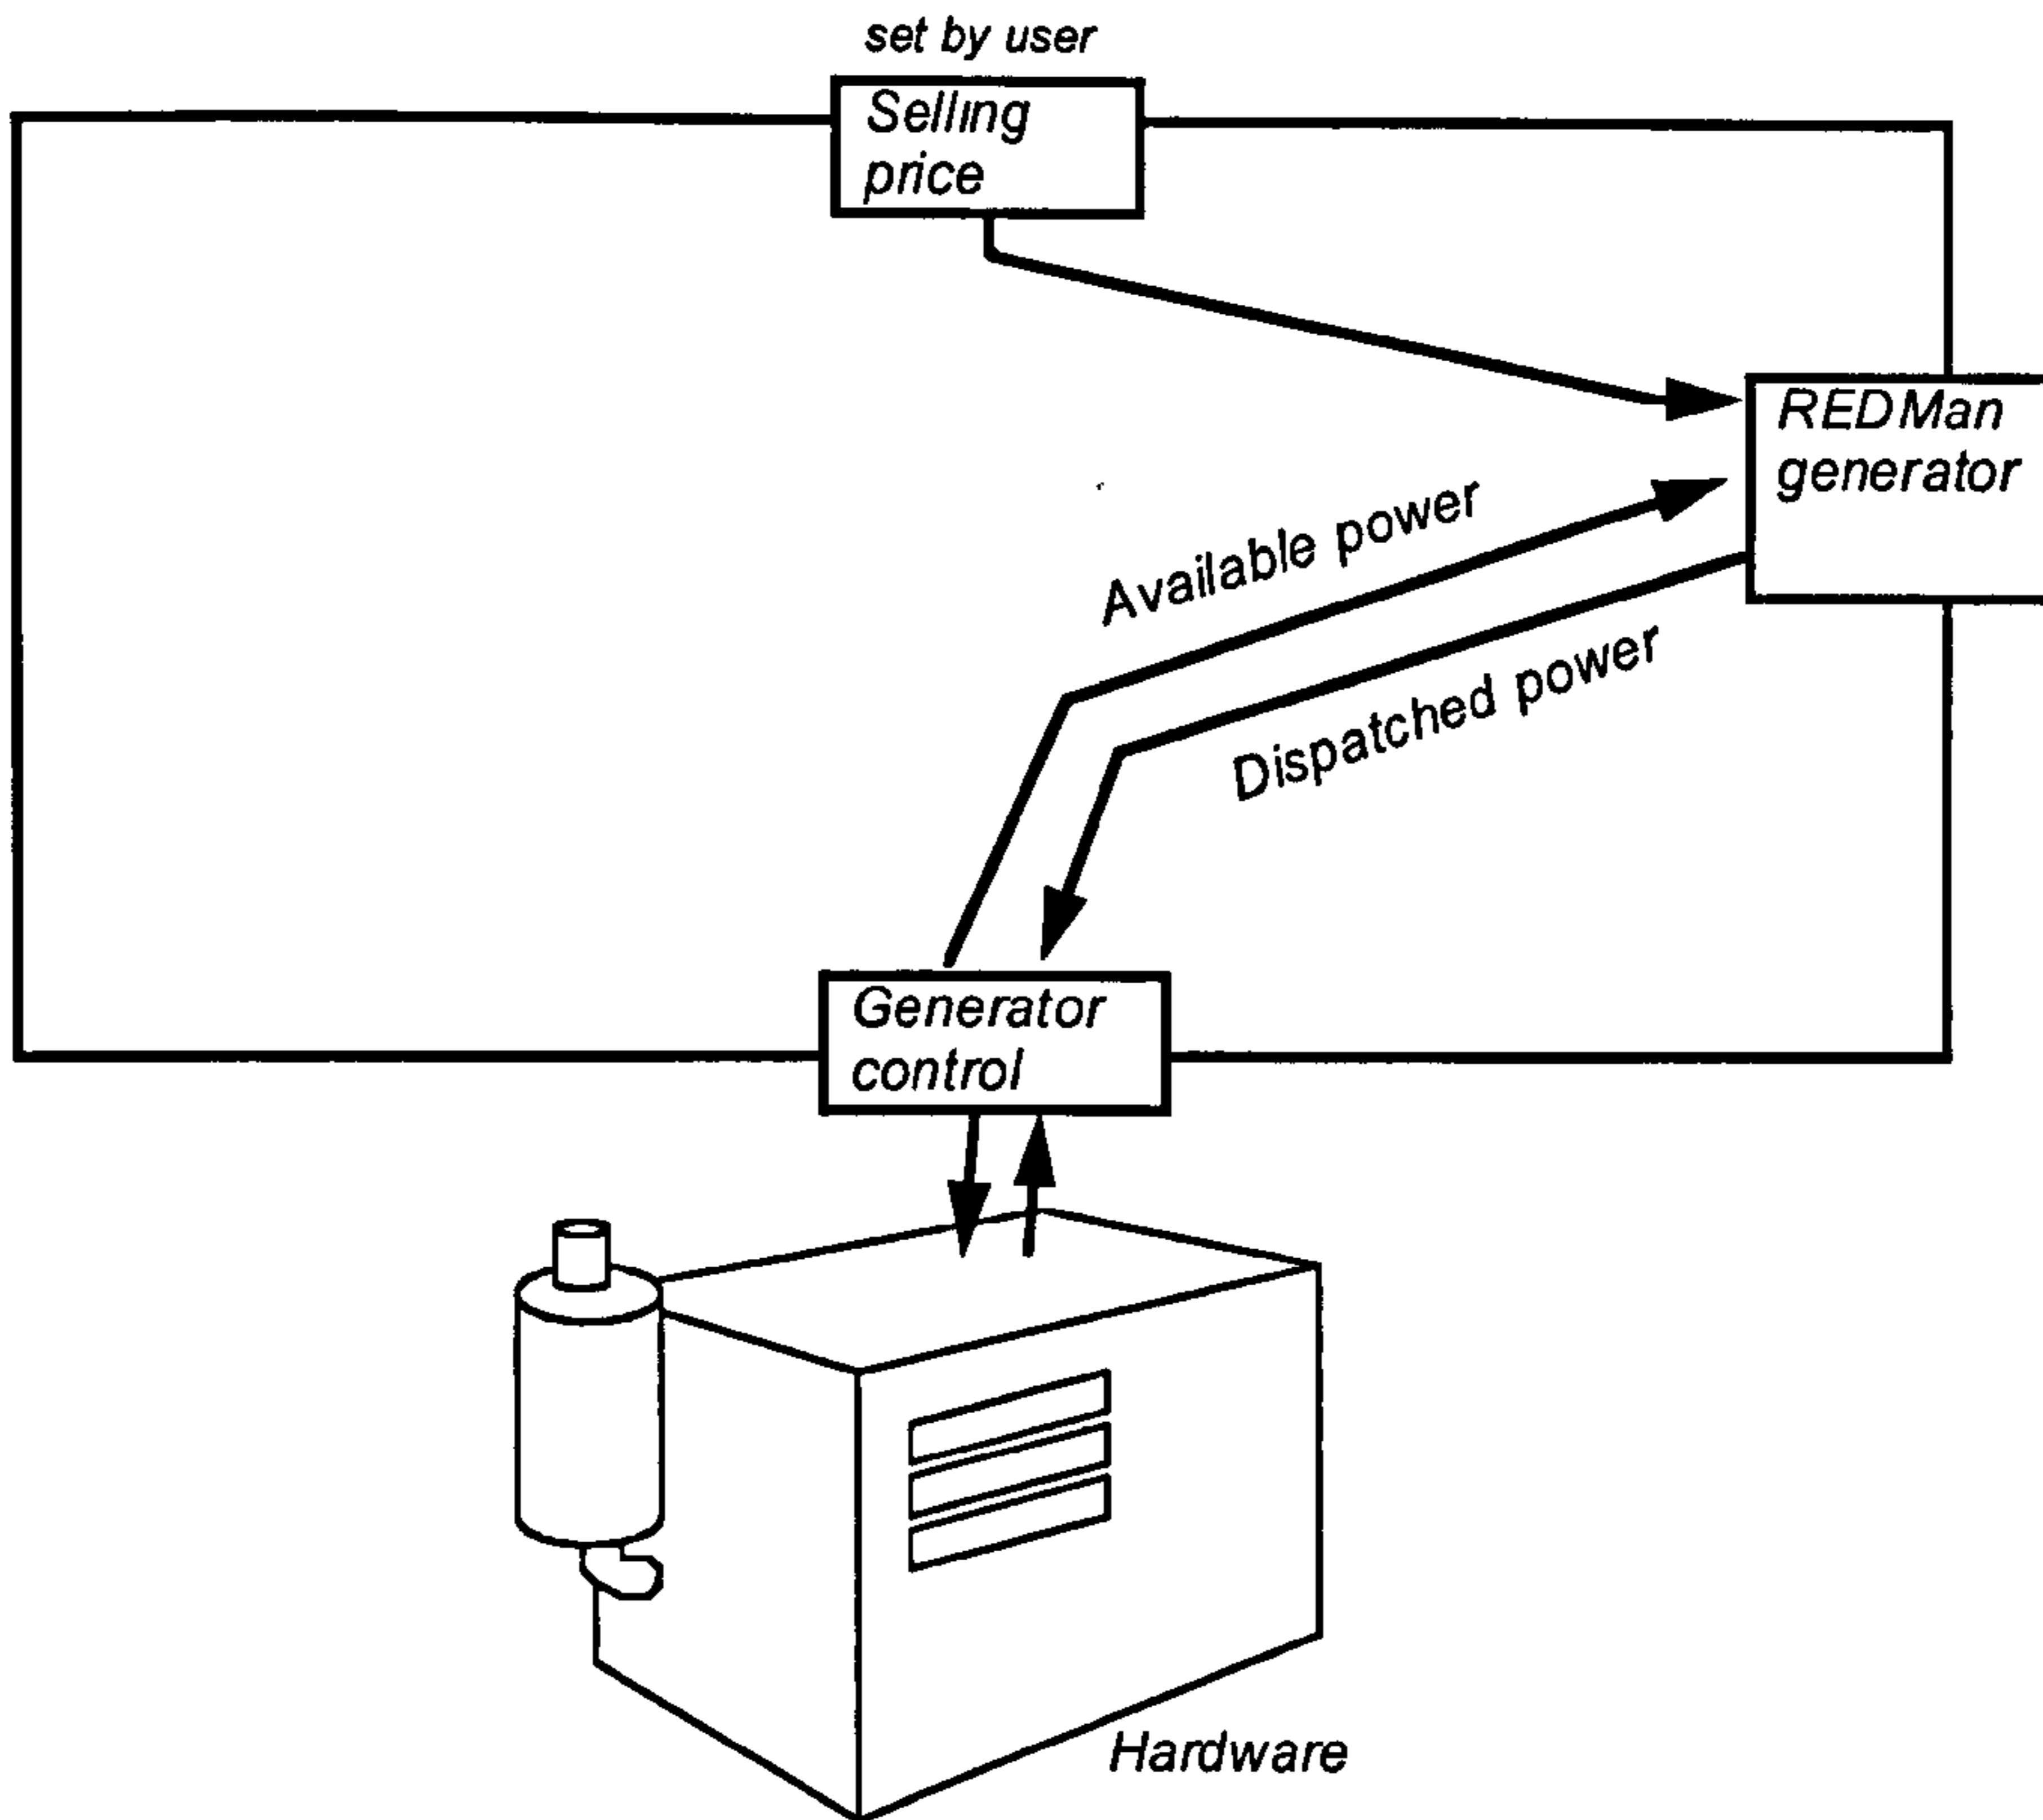 set by user
Selling
price
REDMan
generator
Available power
Dispatched power
Generator
control
Hardware